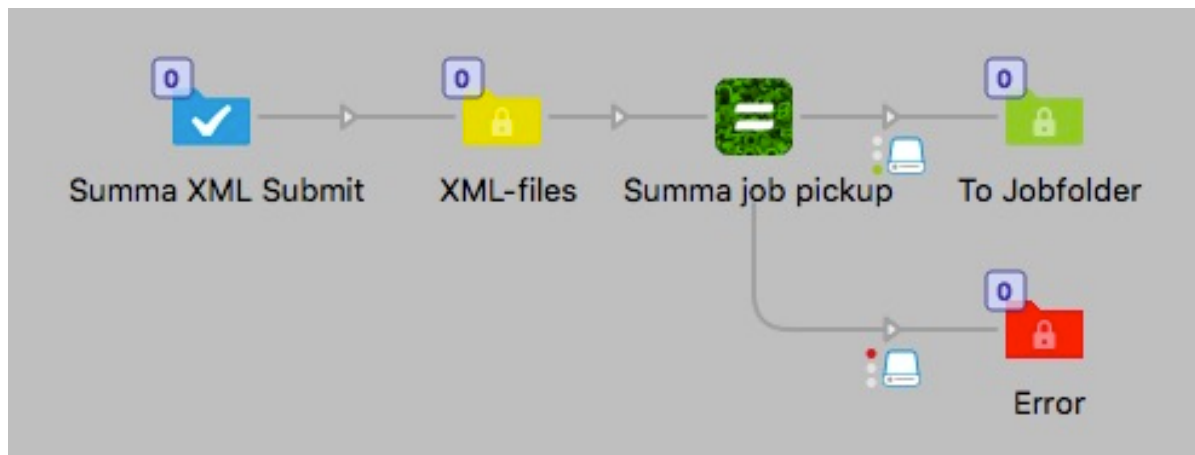 0
0
0
Summa XML Submit
XML-files
Summa job pickup
To Jobfolder
0
Error